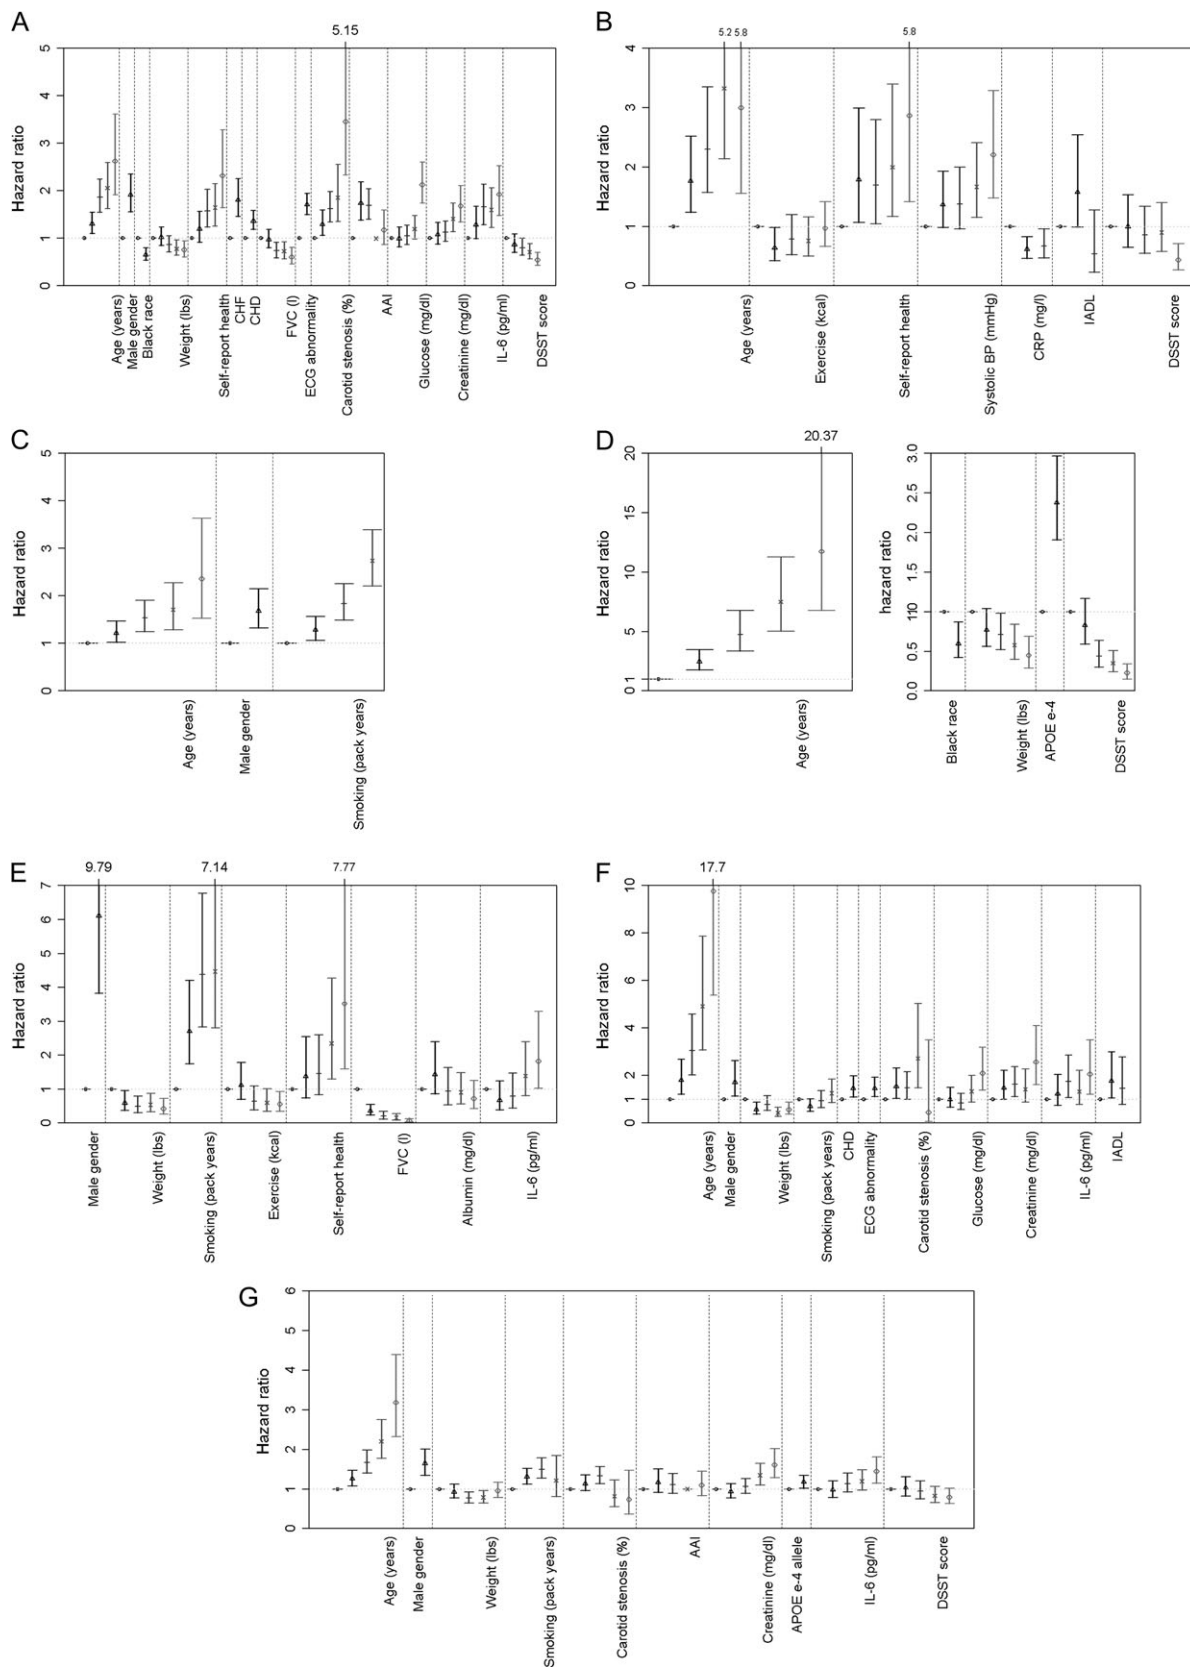 A
5.15
Hazard ratio
5
4
3
2
1
0
Age (years)
Male gender
Black race
Weight (lbs)
Self-report health
CHF
CHD
FVC (l)
ECG abnormality
Carotid stenosis (%)
AAI
Glucose (mg/dl)
Creatinine (mg/dl)
IL-6 (pg/ml)
DSST score
B
5.2
5.8
5.8
Hazard ratio
4
3
2
1
0
Age (years)
Exercise (kcal)
Self-report health
Systolic BP (mmHg)
CRP (mg/l)
IADL
DSST score
C
Hazard ratio
5
4
3
2
1
0
Age (years)
Male gender
Smoking (pack years)
D
20.37
Hazard ratio
20
15
10
5
1
0
Age (years)
hazard ratio
3.0
2.5
2.0
1.5
110
0.5
0.0
Black race
Weight (lbs)
APOE e-4
DSST score
E
9.79
7.14
7.77
Hazard ratio
7
6
5
4
3
2
1
0
Male gender
Weight (lbs)
Smoking (pack years)
Exercise (kcal)
Self-report health
FVC (l)
Albumin (mg/dl)
IL-6 (pg/ml)
F
17.7
Hazard ratio
10
8
6
4
2
1
0
Age (years)
Male gender
Weight (lbs)
Smoking (pack years)
CHD
ECG abnormality
Carotid stenosis (%)
Glucose (mg/dl)
Creatinine (mg/dl)
IL-6 (pg/ml)
IADL
G
Hazard ratio
6
5
4
3
2
1
0
Age (years)
Male gender
Weight (lbs)
Smoking (pack years)
Carotid stenosis (%)
AAI
Creatinine (mg/dl)
APOE e-4 allele
IL-6 (pg/ml)
DSST score